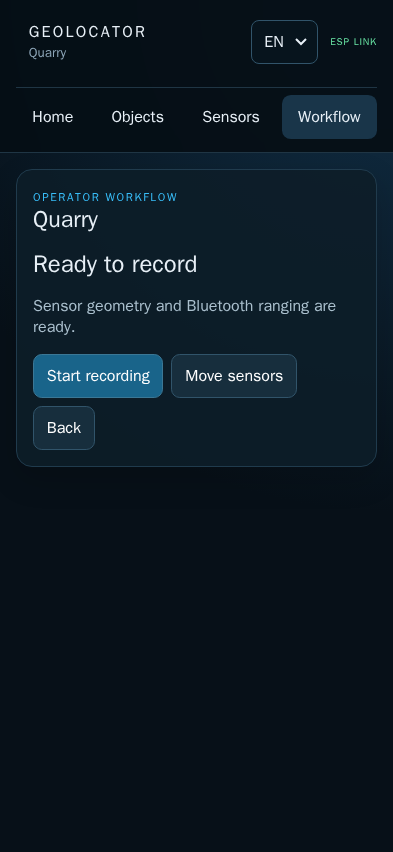 GEOLOCATOR
Quarry
EN
ESP LINK
Home Objects Sensors Workflow
OPERATOR WORKFLOW
Quarry
Ready to record
Sensor geometry and Bluetooth ranging are
ready.
Start recording Move sensors
Back